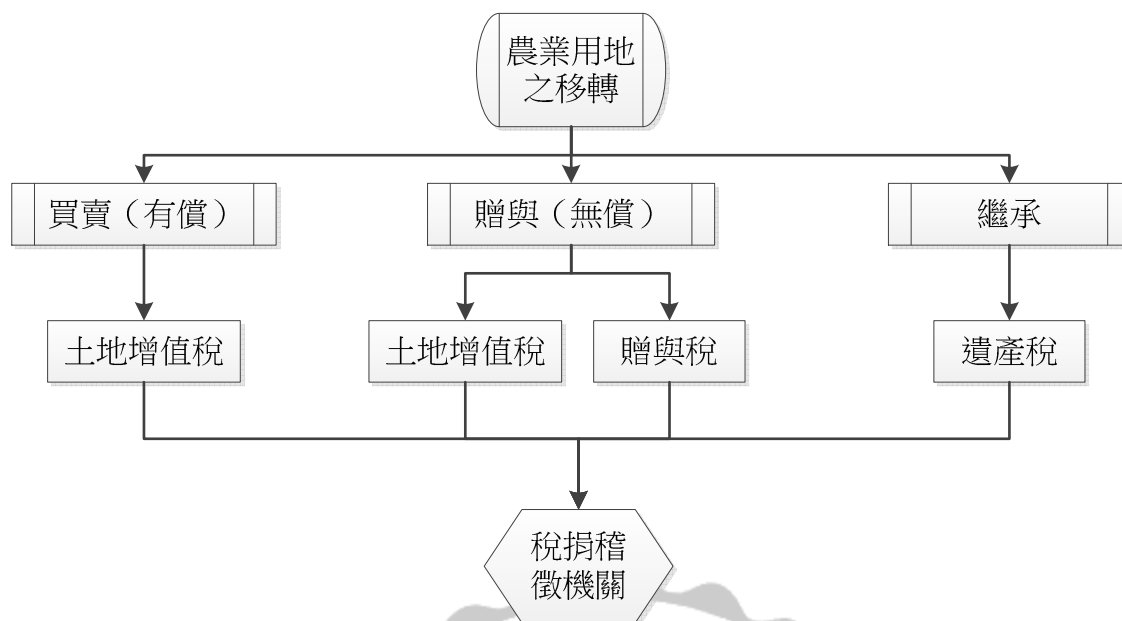 農業用地
之移轉
買賣（有償）
贈與（無償）
繼承
土地增值稅
土地增值稅
贈與稅
遺產稅
稅捐稽
徵機關